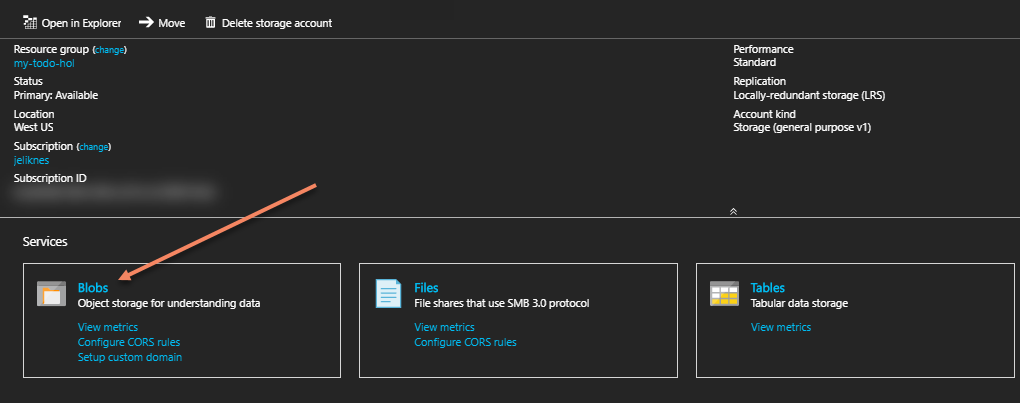 Open in Explorer Move Delete storage account
Resource group (change)
my-todo-hol
Status
Primary: Available
Location
West US
Subscription (change)
jeliknes
Subscription ID
Performance
Standard
Replication
Locally-redundant storage (LRS)
Account kind
Storage (general purpose v1)
Services
Blobs
Object storage for understanding data
View metrics
Configure CORS rules
Setup custom domain
Files
File shares that use SMB 3.0 protocol
View metrics
Configure CORS rules
Tables
Tabular data storage
View metrics